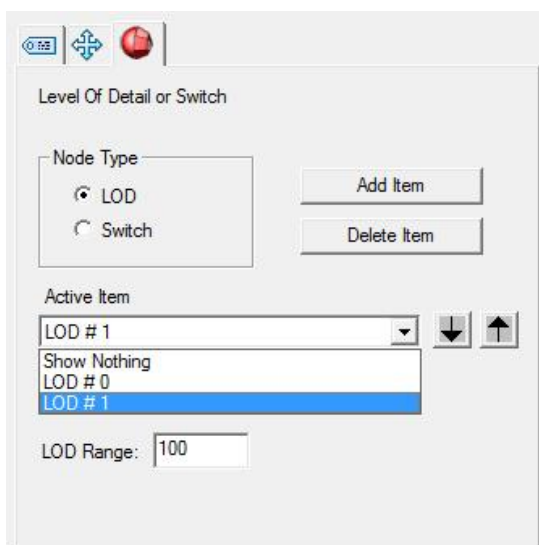 Level Of Detail or Switch
Node Type
LOD
Switch
Add Item
Delete Item
Active Item
LOD # 1
Show Nothing
LOD # 0
LOD # 1
LOD Range: 100